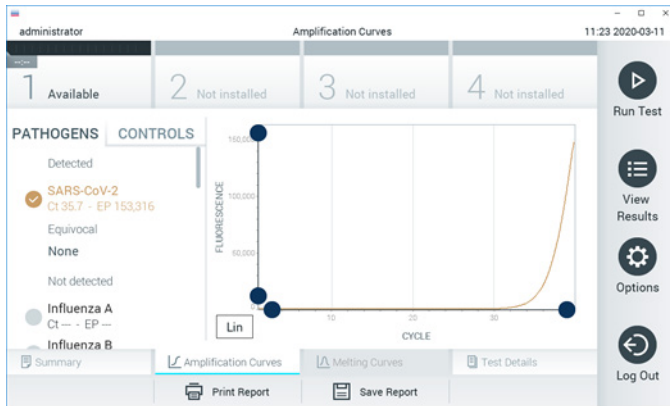 administrator Amplification Curves 11:23 2020-03-11
--:--
1 Available 2 Not installed 3 Not installed 4 Not installed
Run Test
PATHOGENS CONTROLS
Detected
SARS-CoV-2
Ct 35.7 - EP 153,316
Equivocal
None
Not detected
Influenza A
Ct --- - EP ---
Influenza B
150,000
100,000
50,000
0
FLUORESCENCE
10 20 30
CYCLE
Lin
View
Results
Options
Log Out
Summary Amplification Curves Melting Curves Test Details
Print Report Save Report